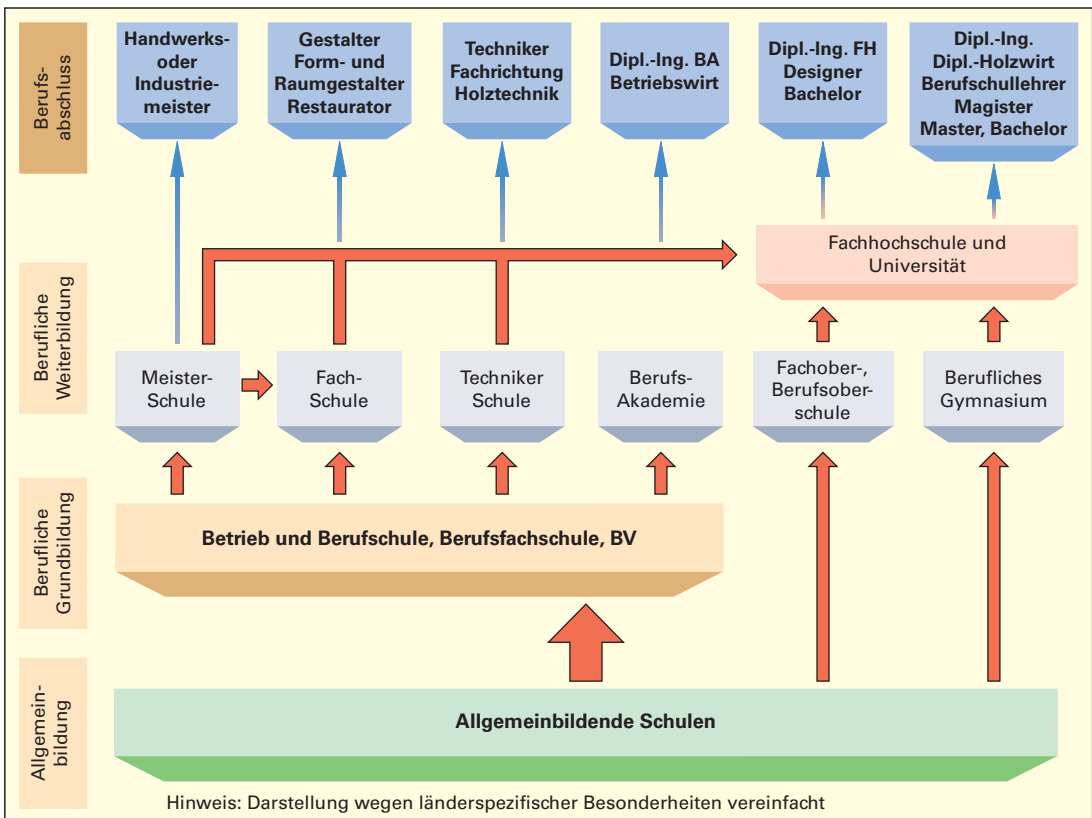 Berufs-
abschluss
Handwerks-
oder
Industrie-
meister
Gestalter
Form- und
Raumgestalter
Restaurator
Techniker
Fachrichtung
Holztechnik
Dipl.-Ing. BA
Betriebswirt
Dipl.-Ing. FH
Designer
Bachelor
Dipl.-Ing.
Dipl.-Holzwirt
Berufschullehrer
Magister
Master, Bachelor
Fachhochschule und
Universität
Berufliche
Weiterbildung
Meister-
Schule
Fach-
Schule
Techniker
Schule
Berufs-
Akademie
Fachober-,
Berufsober-
schule
Berufliches
Gymnasium
Berufliche
Grundbildung
Betrieb und Berufschule, Berufsfachschule, BV
Allgemein-
bildung
Allgemeinbildende Schulen
Hinweis: Darstellung wegen länderspezifischer Besonderheiten vereinfacht